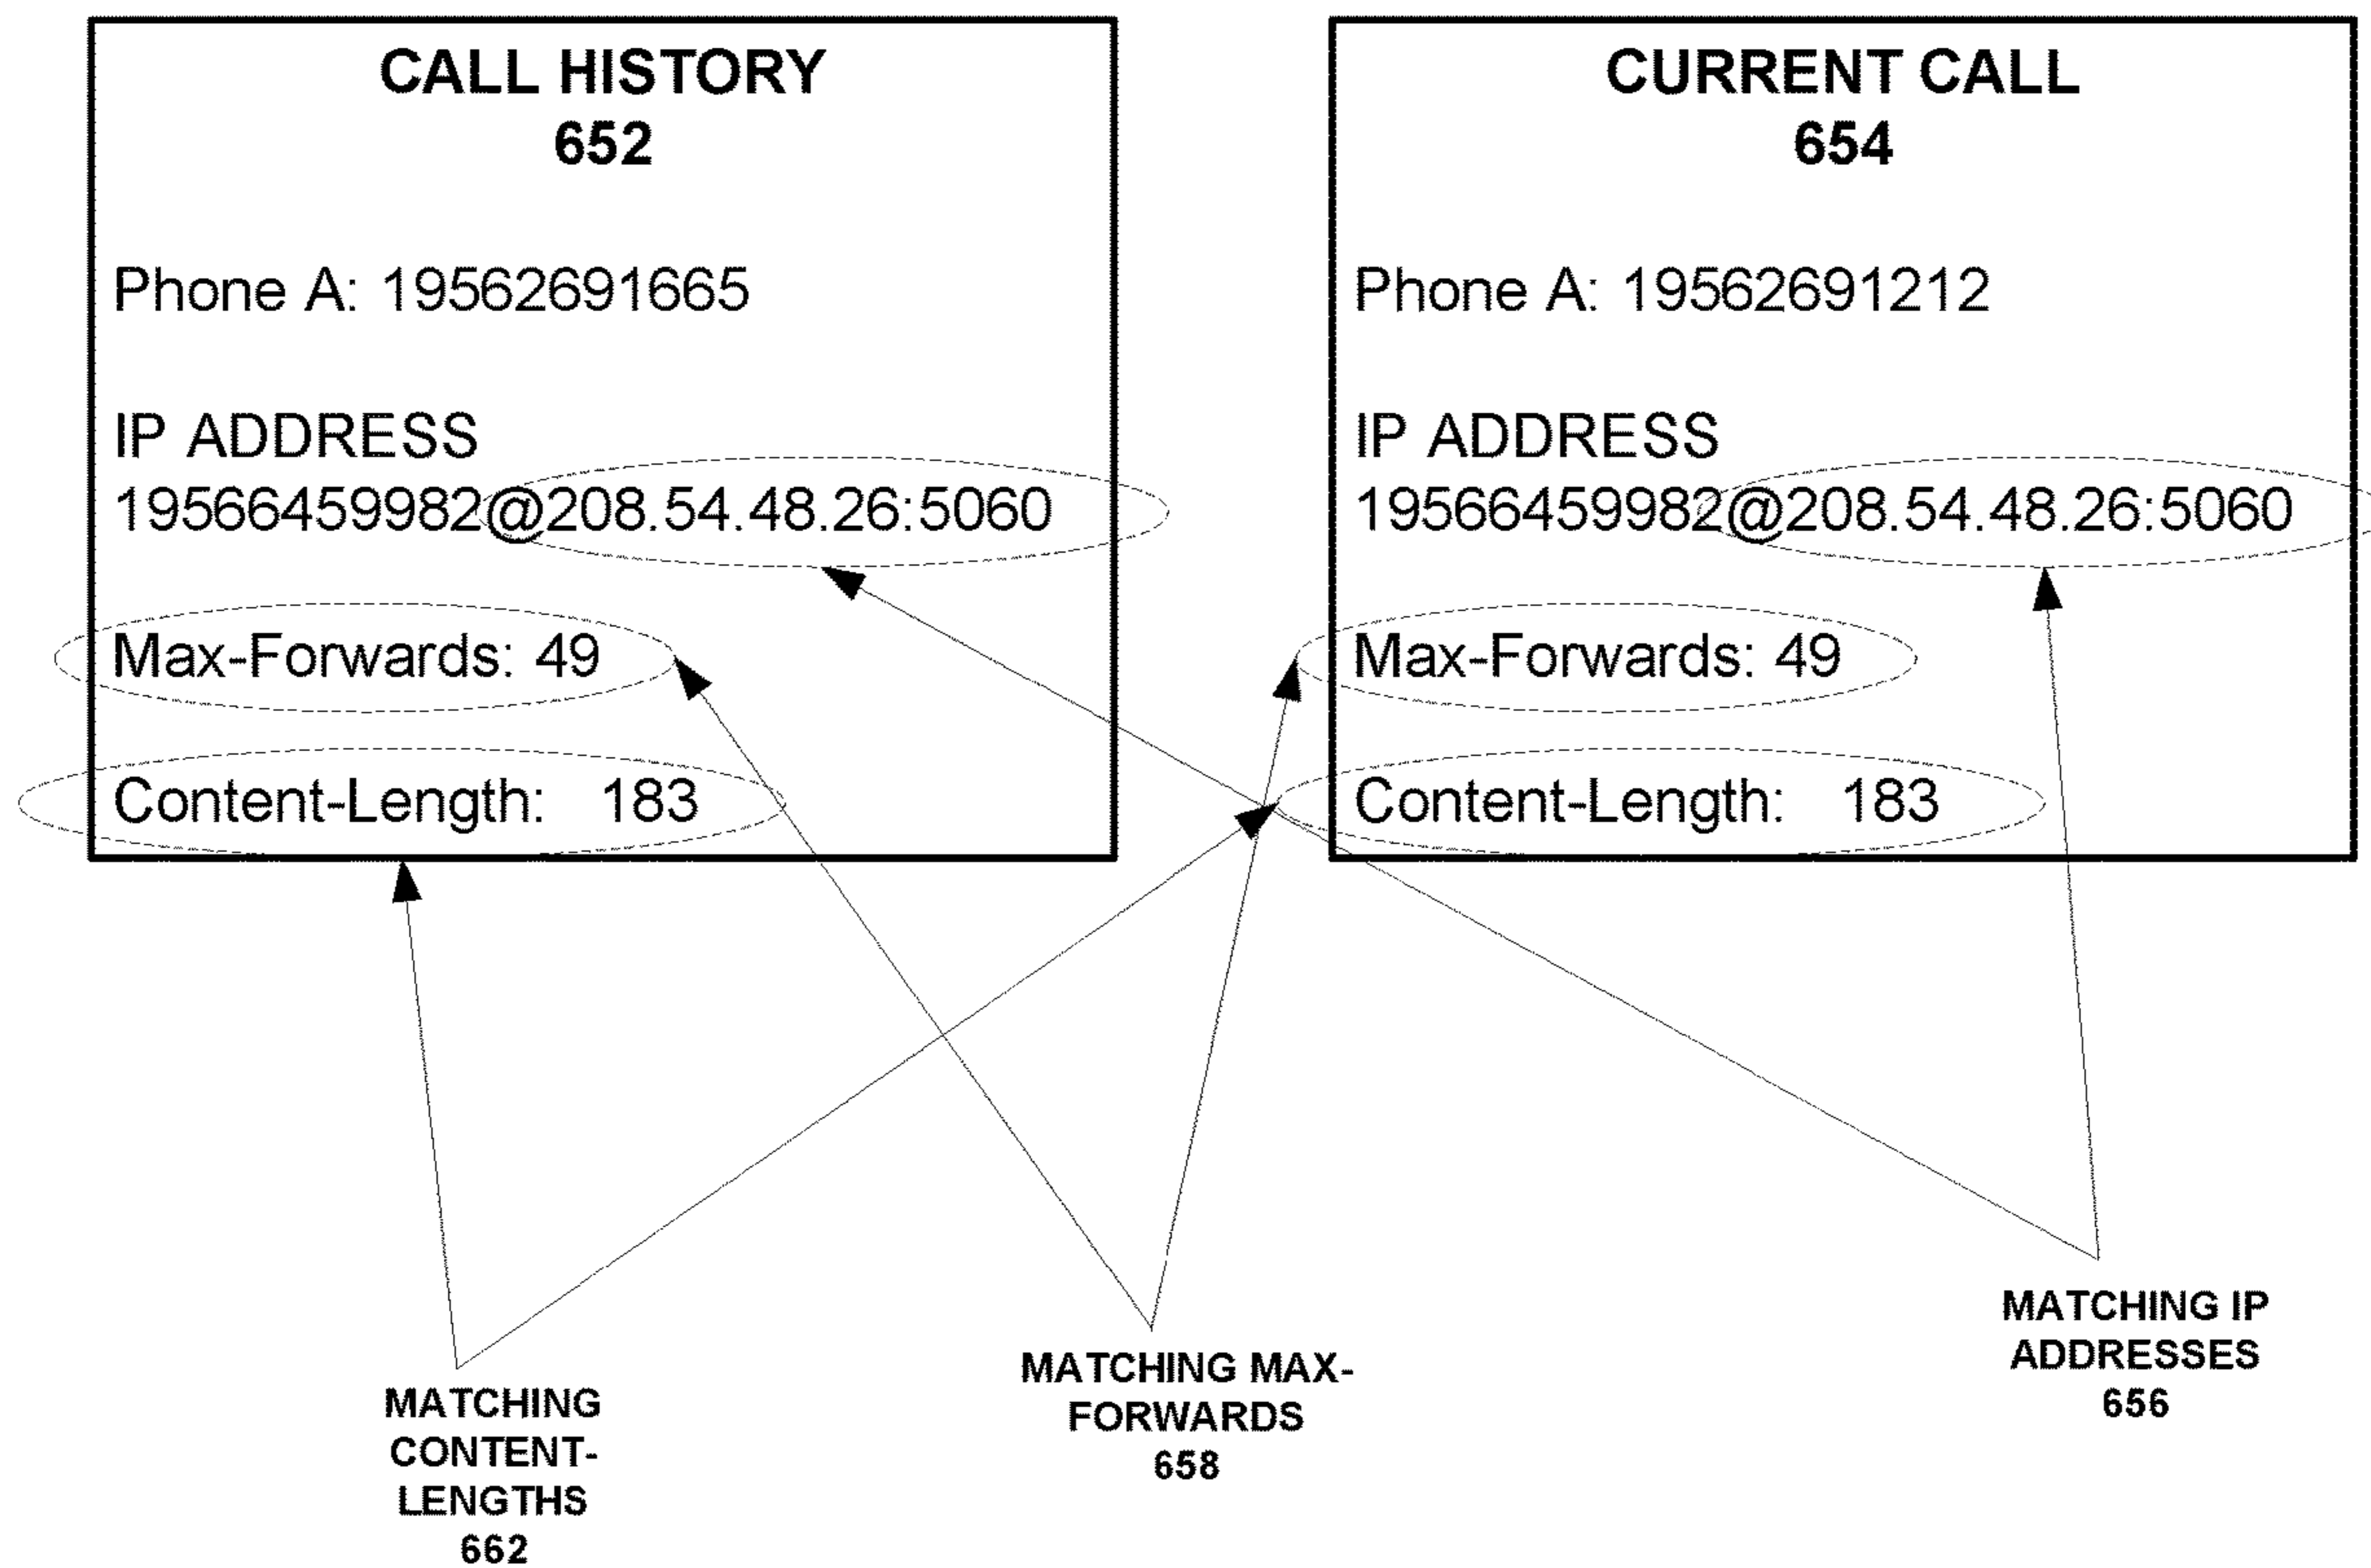 CALL HISTORY
652
Phone A: 19562691665
IP ADDRESS
19566459982@208.54.48.26:5060
Max-Forwards: 49
Content-Length: 183
CURRENT CALL
654
Phone A: 19562691212
IP ADDRESS
19566459982@208.54.48.26:5060
Max-Forwards: 49
Content-Length: 183
MATCHING
CONTENT-
LENGTHS
662
MATCHING MAX-
FORWARDS
658
MATCHING IP
ADDRESSES
656